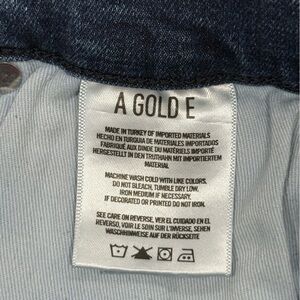 A GOLD E
MADE IN TURKEY OF IMPORTED MATERIALS
HECHO EN TURQUIA DE MATERIALES IMPORTADOS
FABRIQUÉ AUX DINDE DU MATÉRIELS IMPORTÉ
HERGESTELLT IN DEN TRUTHAHN MIT IMPORTIERTEM
MATERIAL
MACHINE WASH COLD WITH LIKE COLORS,
DO NOT BLEACH, TUMBLE DRY LOW,
IRON MEDIUM IF NECESSARY.
IF DECORATED OR PRINTED DO NOT IRON.
SEE CARE ON REVERSE, VER EL CUIDADO EN EL
REVERSO, VOIR LE SOIN SUR L'INVERSE, SEHEN
WASCHHINWEISE AUF DER RÜCKSEITE